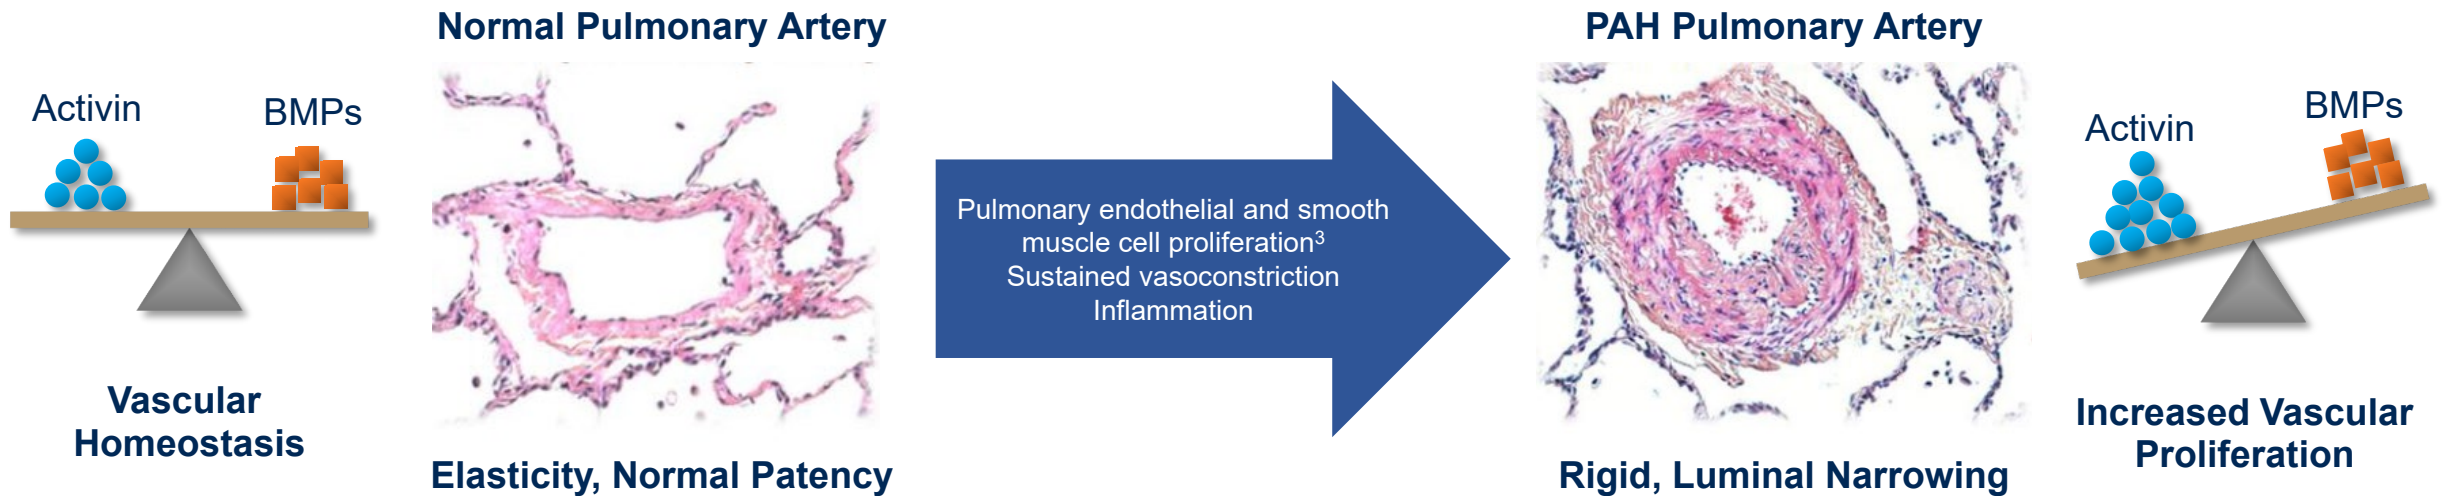 Normal Pulmonary Artery
PAH Pulmonary Artery
Activin
BMPs
Pulmonary endothelial and smooth
muscle cell proliferation³
Sustained vasoconstriction
Inflammation
Activin
BMPs
Vascular
Homeostasis
Elasticity, Normal Patency
Rigid, Luminal Narrowing
Increased Vascular
Proliferation